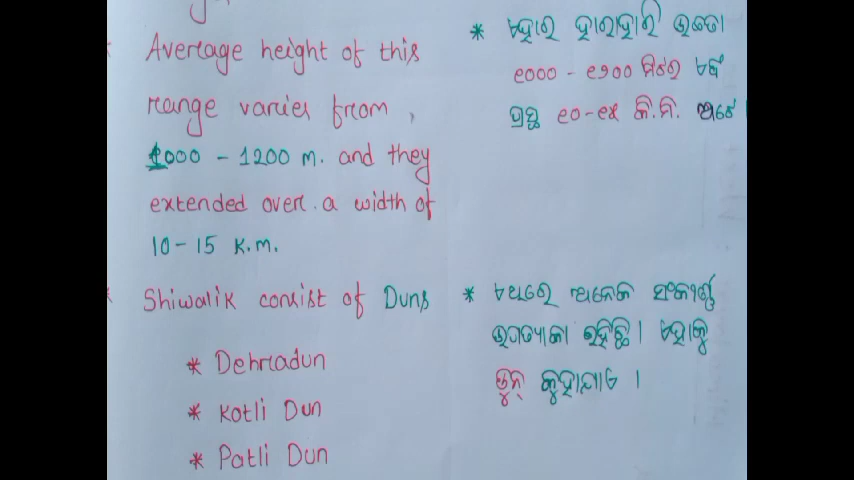 Average height of this
range varies from
1000 - 1200 m. and they
extended over a width of
10-15 K.m.
Shiwalik consist of Duns
* Dehradun
* Kotli Dun
* Patli Dun
* ଏହାର ହାରାହାରି ଉଚ୍ଚତା
୧୦୦୦ - ୧୨୦୦ ମିଟର ଏବଂ
ପ୍ରସ୍ଥ ୧୦-୧୫ କି.ମି. ଅଟେ
* ଏଥିରେ ଅନେକ ସଂକୀର୍ଣ୍ଣ
ଉପତ୍ୟକା ରହିଛି । ଏହାକୁ
ଡୁନ୍ କୁହାଯାଏ ।